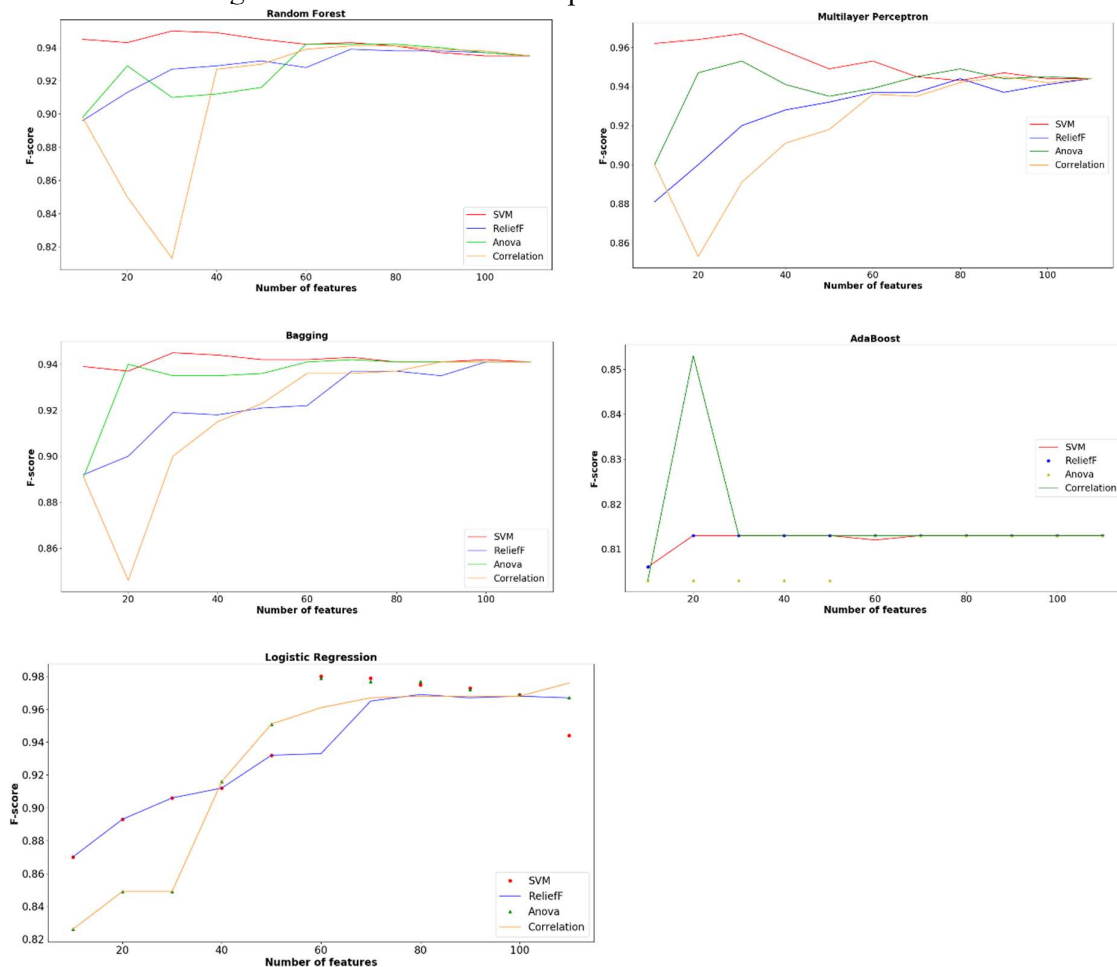 Random Forest
F-score
0.94
0.92
0.90
0.88
0.86
0.84
0.82
20 40 60 80 100
Number of features
SVM
ReliefF
Anova
Correlation
Multilayer Perceptron
F-score
0.96
0.94
0.92
0.90
0.88
0.86
20 40 60 80 100
Number of features
SVM
ReliefF
Anova
Correlation
Bagging
F-score
0.94
0.92
0.90
0.88
0.86
20 40 60 80 100
Number of features
SVM
ReliefF
Anova
Correlation
AdaBoost
F-score
0.85
0.84
0.83
0.82
0.81
20 40 60 80 100
Number of features
SVM
ReliefF
Anova
Correlation
Logistic Regression
F-score
0.98
0.96
0.94
0.92
0.90
0.88
0.86
0.84
0.82
20 40 60 80 100
Number of features
SVM
ReliefF
Anova
Correlation